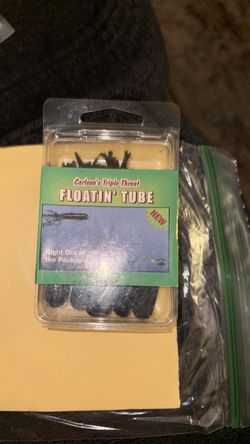 Carlson's Triple Threat
FLOATIN' TUBE
NEW
Right Out of
the Package